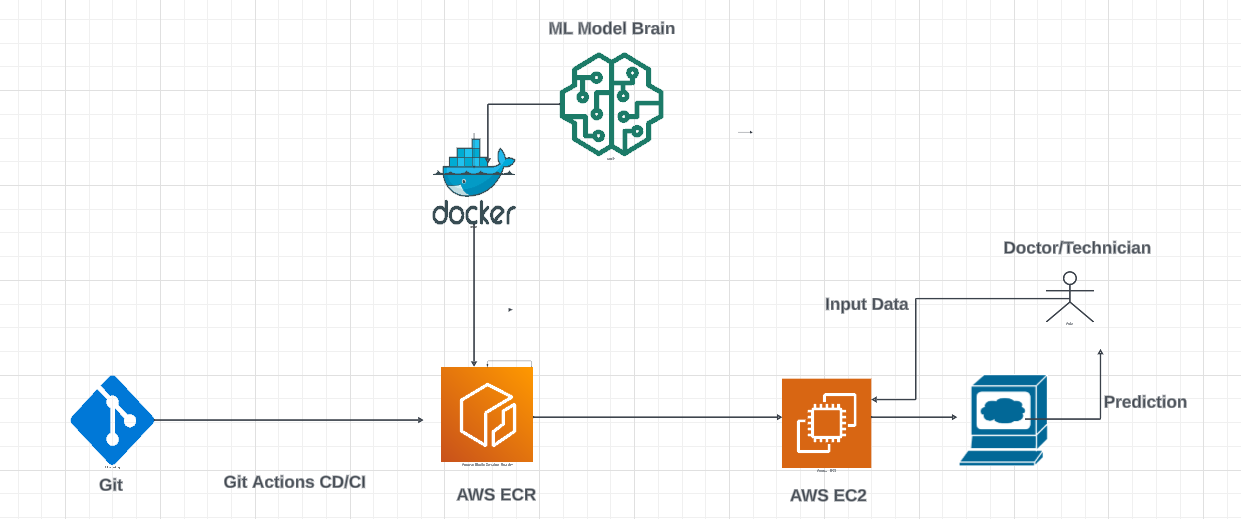 ML Model Brain
docker
Doctor/Technician
Input Data
Prediction
Git
Git Actions CD/CI
AWS ECR
AWS EC2